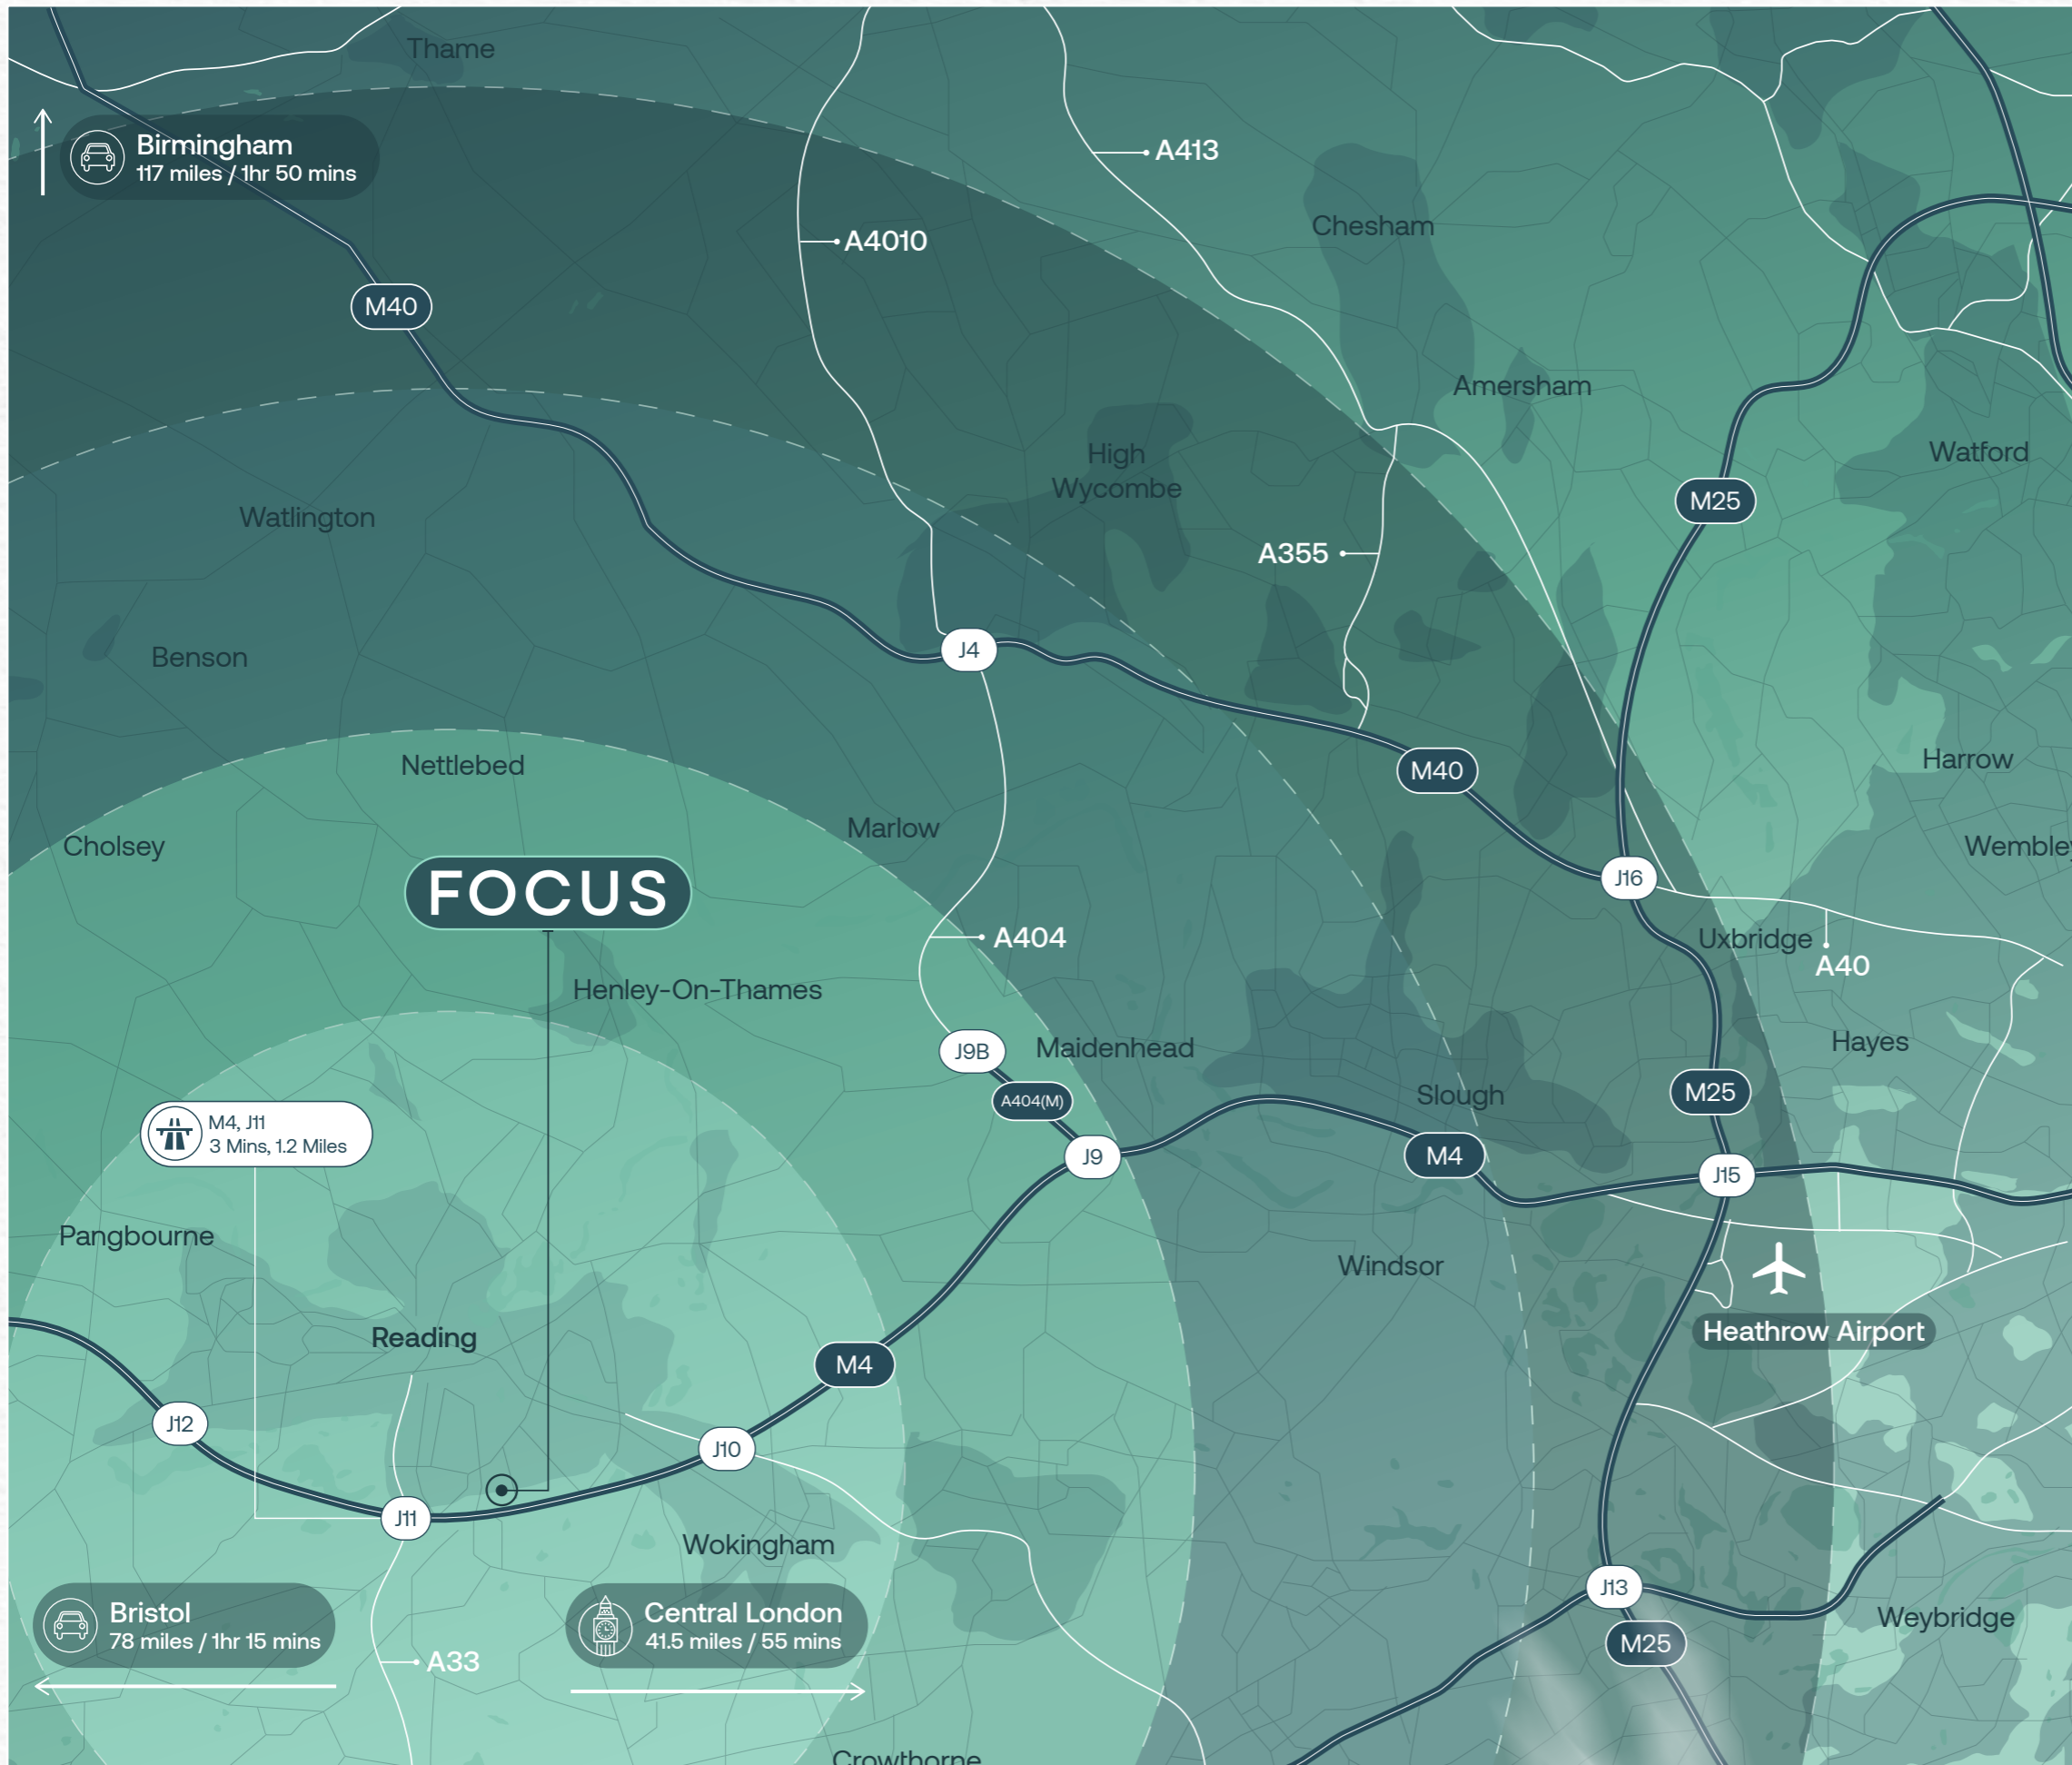 Thame
Birmingham
117 miles / 1hr 50 mins
A413
Chesham
A4010
M40
Amersham
Watford
High
Wycombe
M25
Watlington
A355
Benson
J4
Nettlebed
M40
Harrow
Marlow
Cholsey
Wembley
FOCUS
J16
A404
Uxbridge
A40
Henley-On-Thames
Hayes
J9B
Maidenhead
A404(M)
Slough
M25
M4, J11
3 Mins, 1.2 Miles
J9
M4
J15
Pangbourne
Windsor
Heathrow Airport
Reading
M4
J12
J10
J11
Wokingham
J13
Bristol
78 miles / 1hr 15 mins
Central London
41.5 miles / 55 mins
Weybridge
M25
A33
Crowthorne